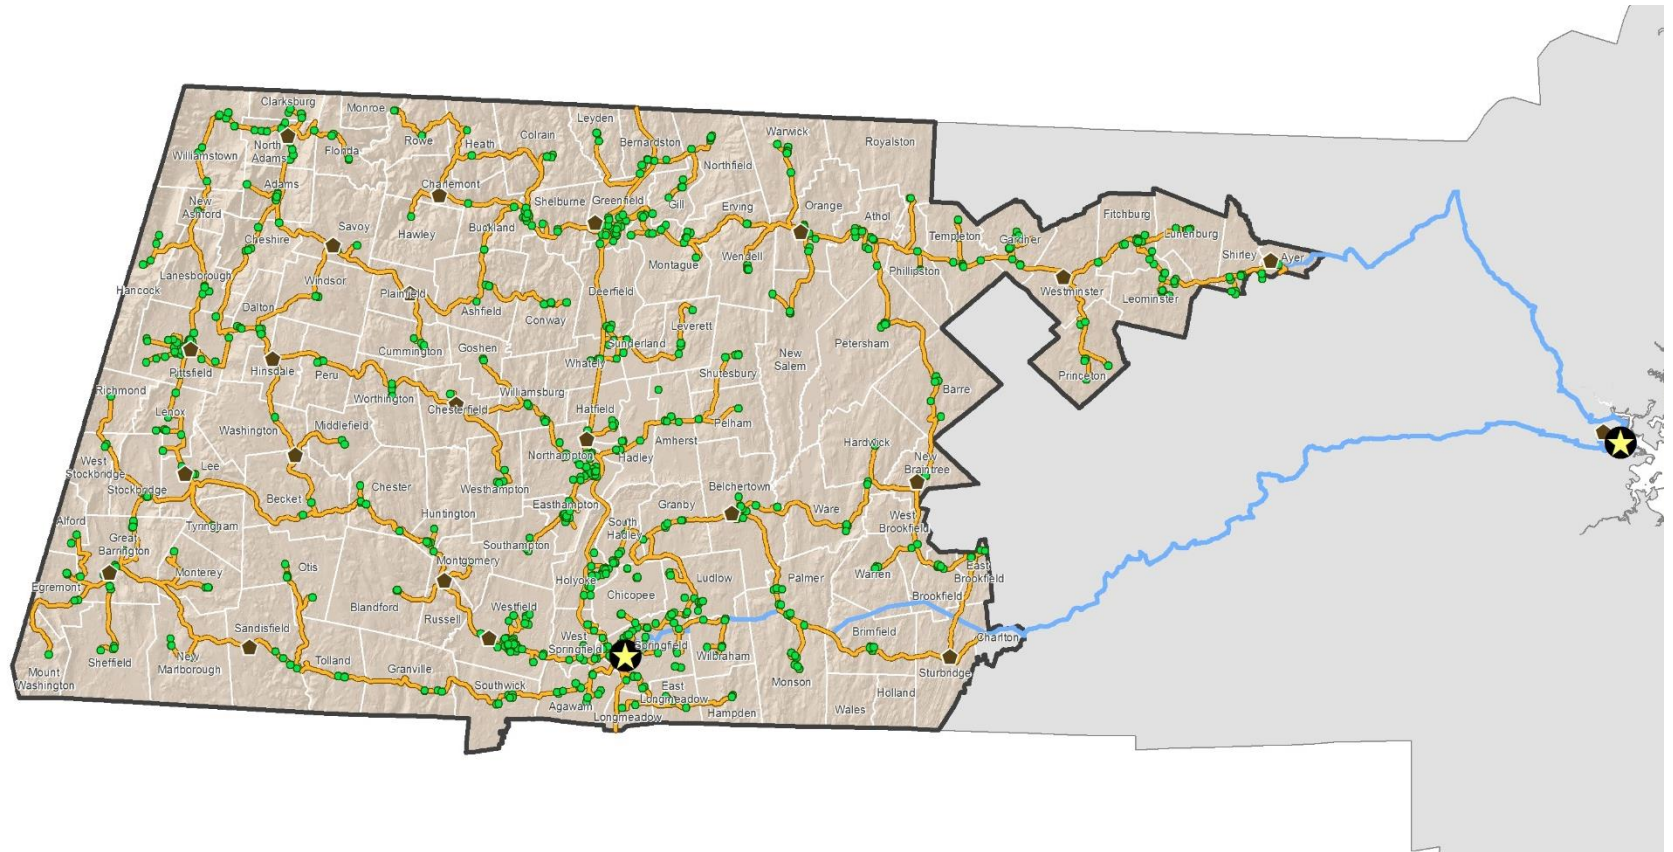 Clarksburg
Monroe
Leyden
Colrain
Rowe
Heath
Bernardston
Warwick
Royalston
North
Adams
Florida
Williamstown
Northfield
Adams
Charlemont
New
Ashford
Shelburne
Greenfield
Gill
Erving
Orange
Athol
Fitchburg
Savoy
Hawley
Buckland
Cheshire
Templeton
Gardner
Lunenburg
Wendell
Montague
Phillipston
Shirley
Ayer
Lanesborough
Windsor
Hancock
Plainfield
Deerfield
Westminster
Leominster
Dalton
Ashfield
Conway
Leverett
Sunderland
Petersham
Cummington
Goshen
Whately
New
Salem
Pittsfield
Hinsdale
Peru
Shutesbury
Princeton
Richmond
Worthington
Williamsburg
Barre
Lenox
Chesterfield
Hatfield
Pelham
Washington
Middlefield
Amherst
Hardwick
West
Stockbridge
Lee
Northampton
Hadley
New
Braintree
Stockbridge
Becket
Chester
Westhampton
Belchertown
Granby
Easthampton
Ware
Alford
Tyringham
Huntington
South
Hadley
West
Brookfield
Great
Barrington
Southampton
Montgomery
Monterey
Otis
Holyoke
Ludlow
Palmer
Warren
East
Brookfield
Egremont
Blandford
Chicopee
Brookfield
Westfield
Russell
Sandisfield
West
Springfield
Springfield
Brimfield
Charlton
Sheffield
New
Marlborough
Tolland
Granville
Wilbraham
Sturbridge
Mount
Washington
Southwick
East
Longmeadow
Monson
Holland
Agawam
Longmeadow
Hampden
Wales